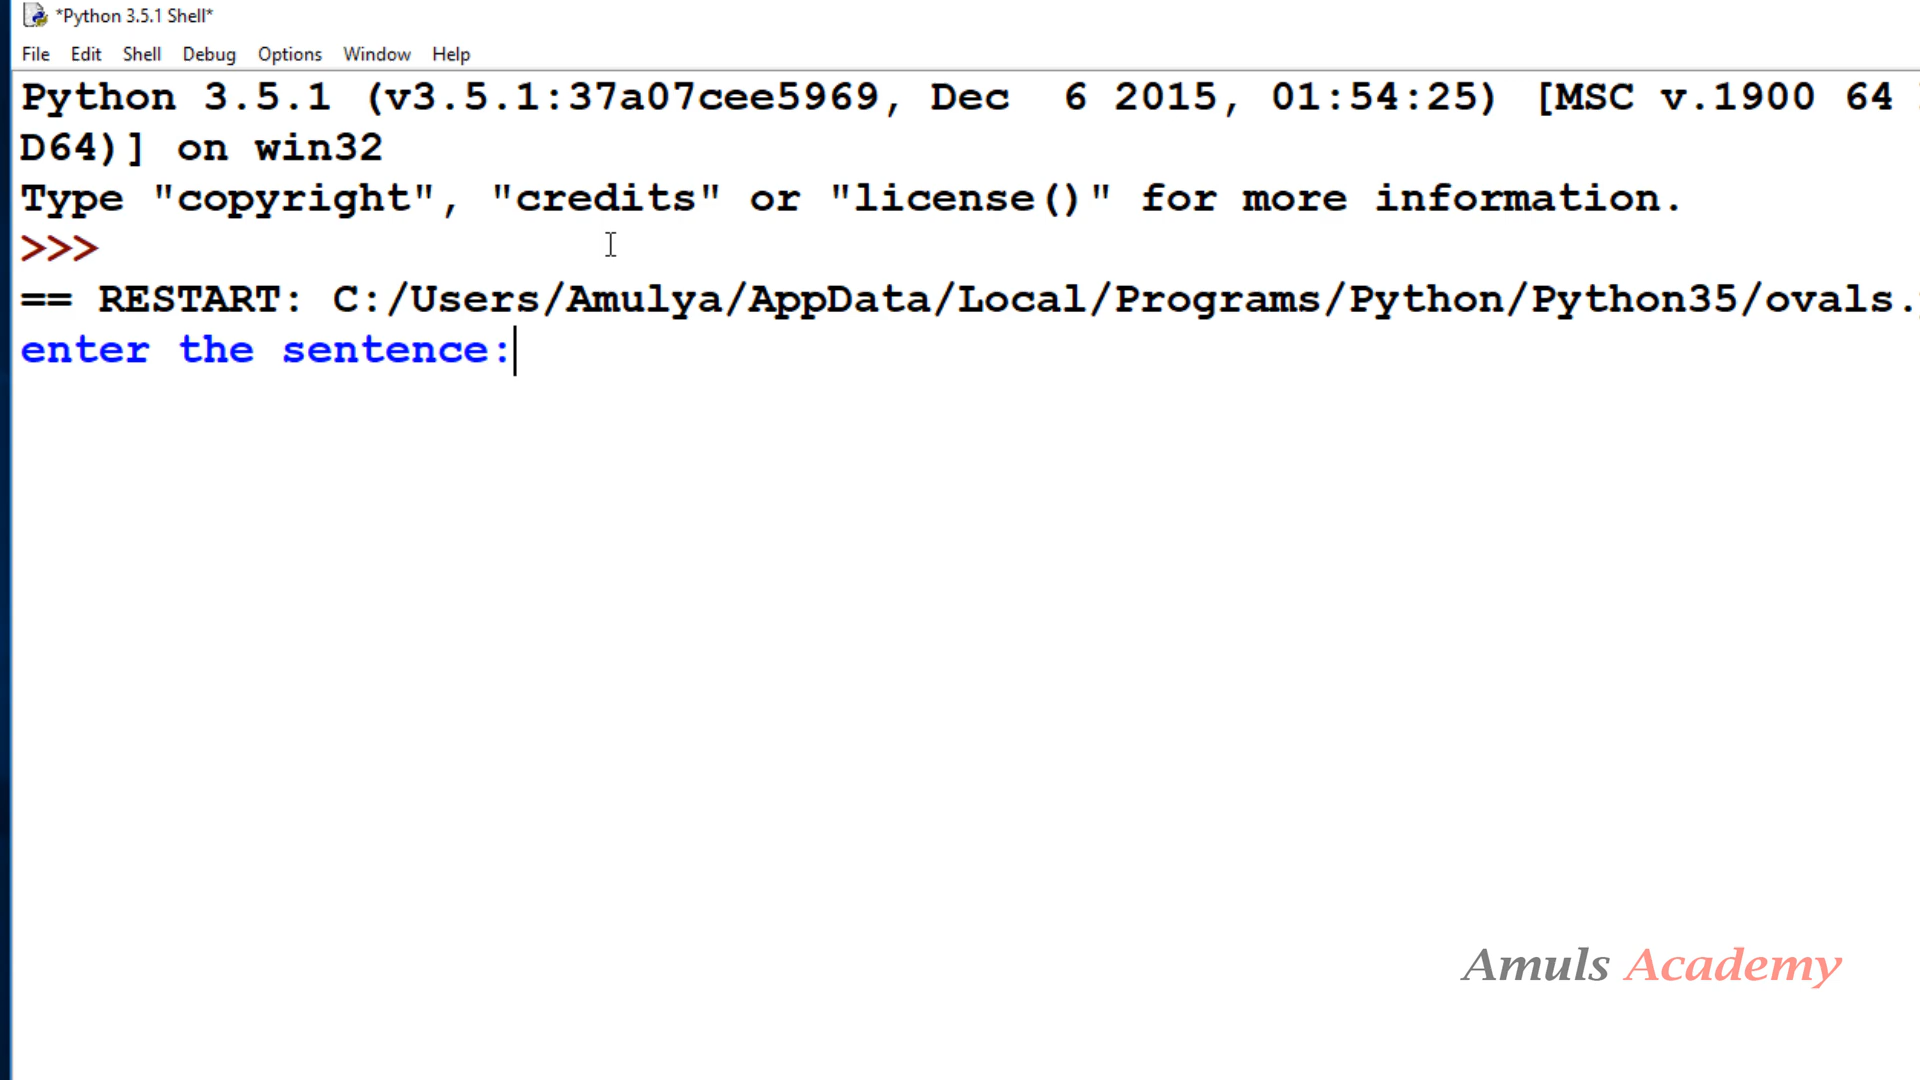 *Python 3.5.1 Shell*
File Edit Shell Debug Options Window Help
Python 3.5.1 (v3.5.1:37a07cee5969, Dec  6 2015, 01:54:25) [MSC v.1900 64
D64)] on win32
Type "copyright", "credits" or "license()" for more information.
>>>
== RESTART: C:/Users/Amulya/AppData/Local/Programs/Python/Python35/ovals.
enter the sentence:
Amuls Academy